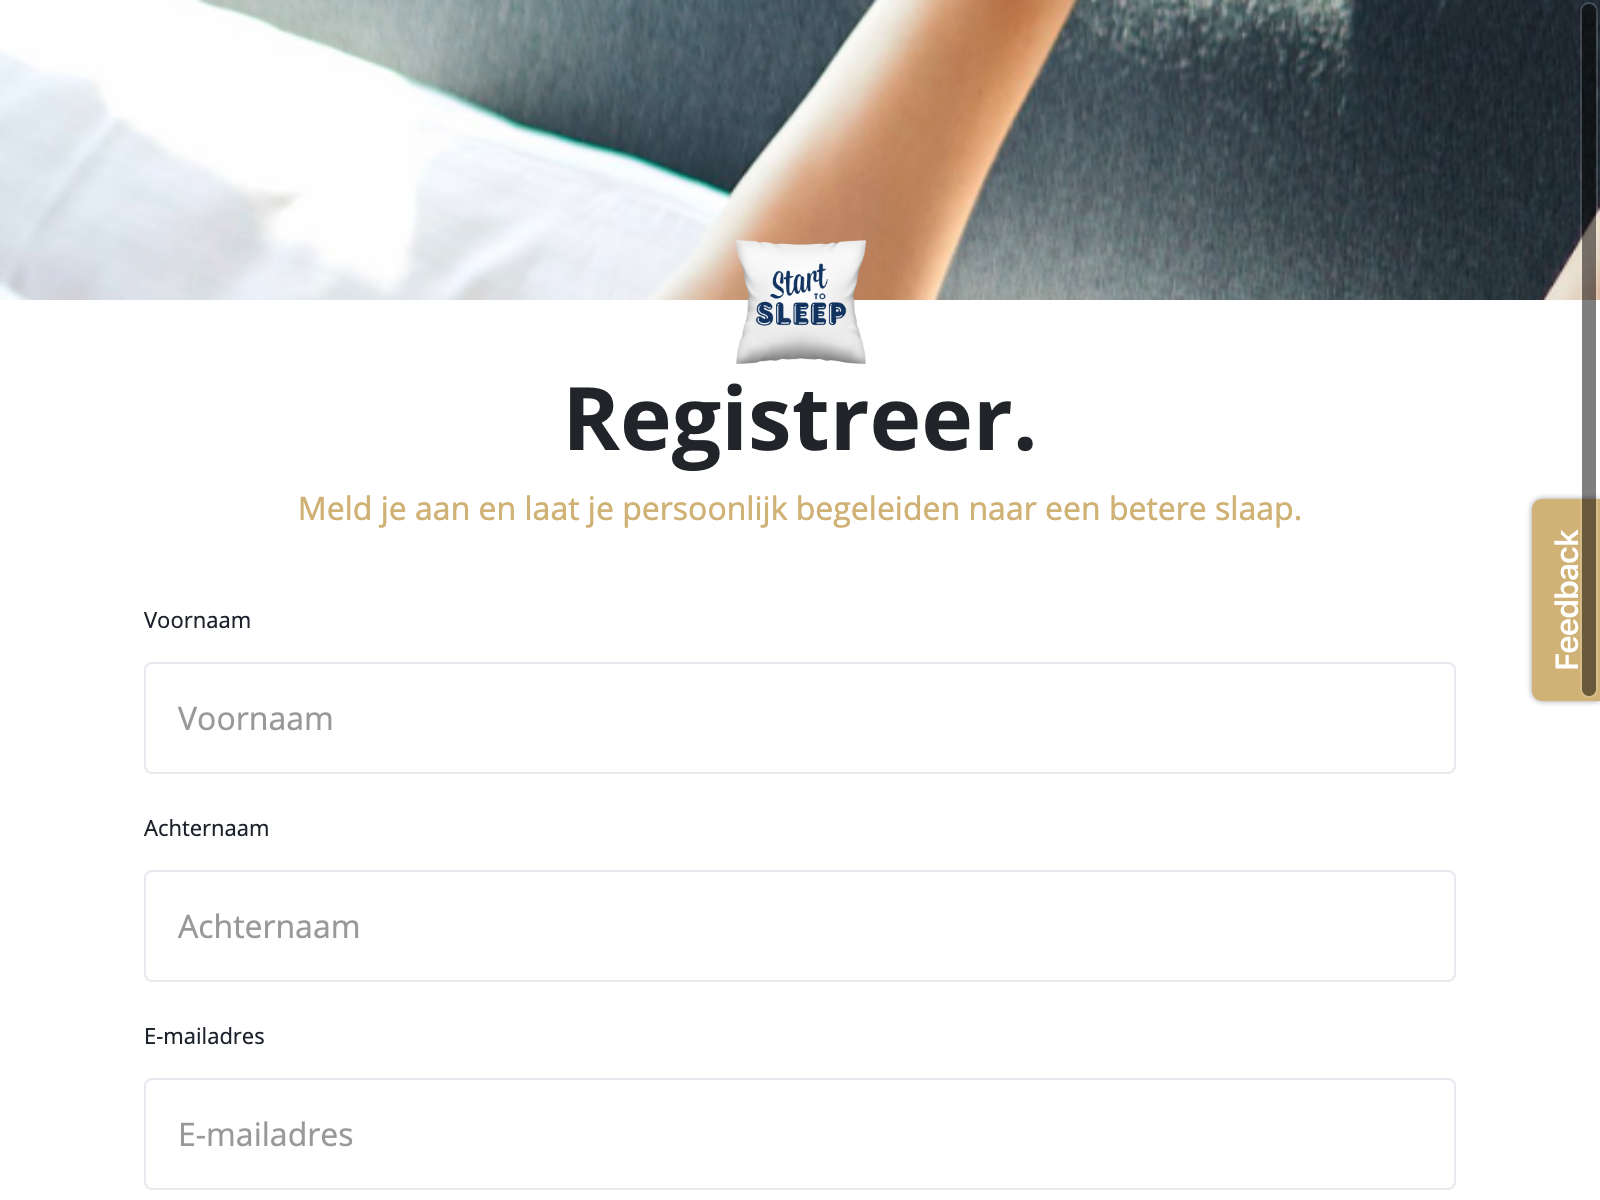 Start
TO
SLEEP
Registreer.
Meld je aan en laat je persoonlijk begeleiden naar een betere slaap.
Feedback
Voornaam
Voornaam
Achternaam
Achternaam
E-mailadres
E-mailadres